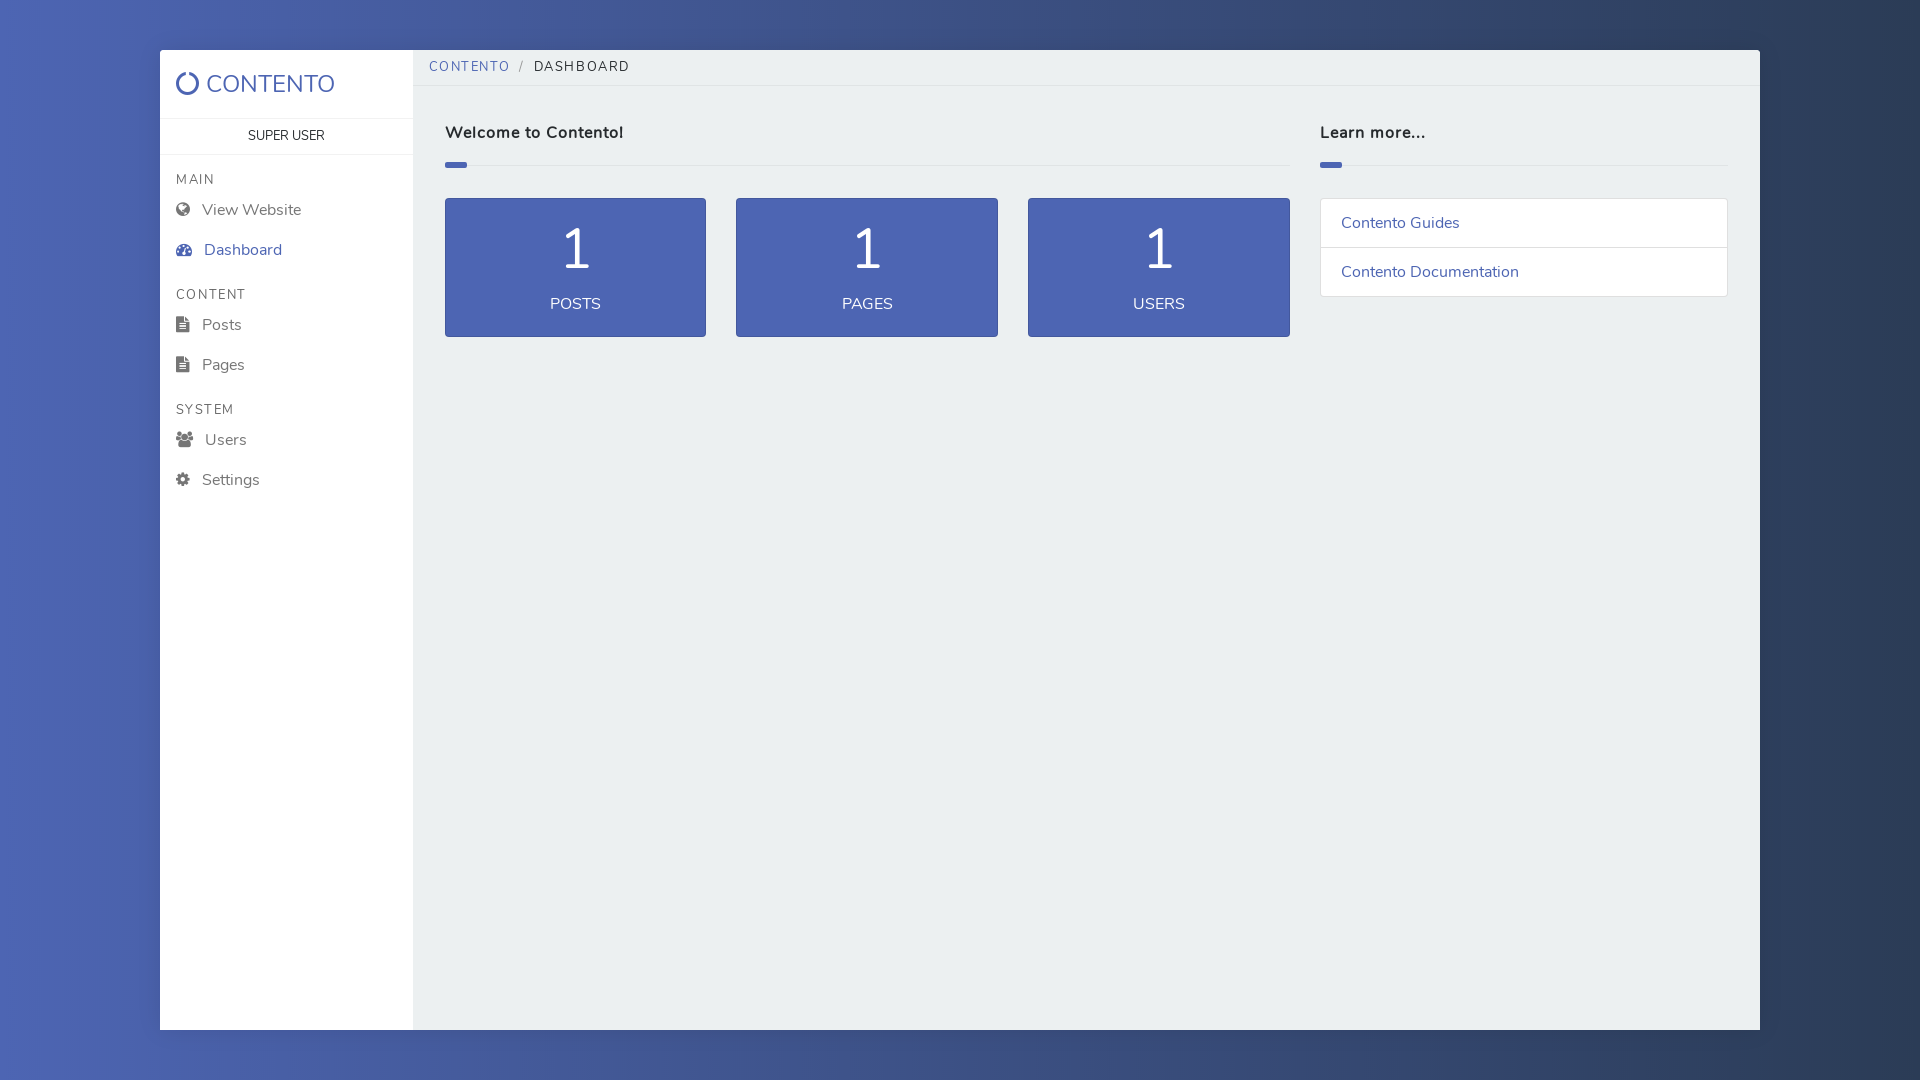 CONTENTO
SUPER USER
MAIN
View Website
Dashboard
CONTENT
Posts
Pages
SYSTEM
Users
Settings
CONTENTO / DASHBOARD
Welcome to Contento!
1
POSTS
1
PAGES
1
USERS
Learn more...
Contento Guides
Contento Documentation